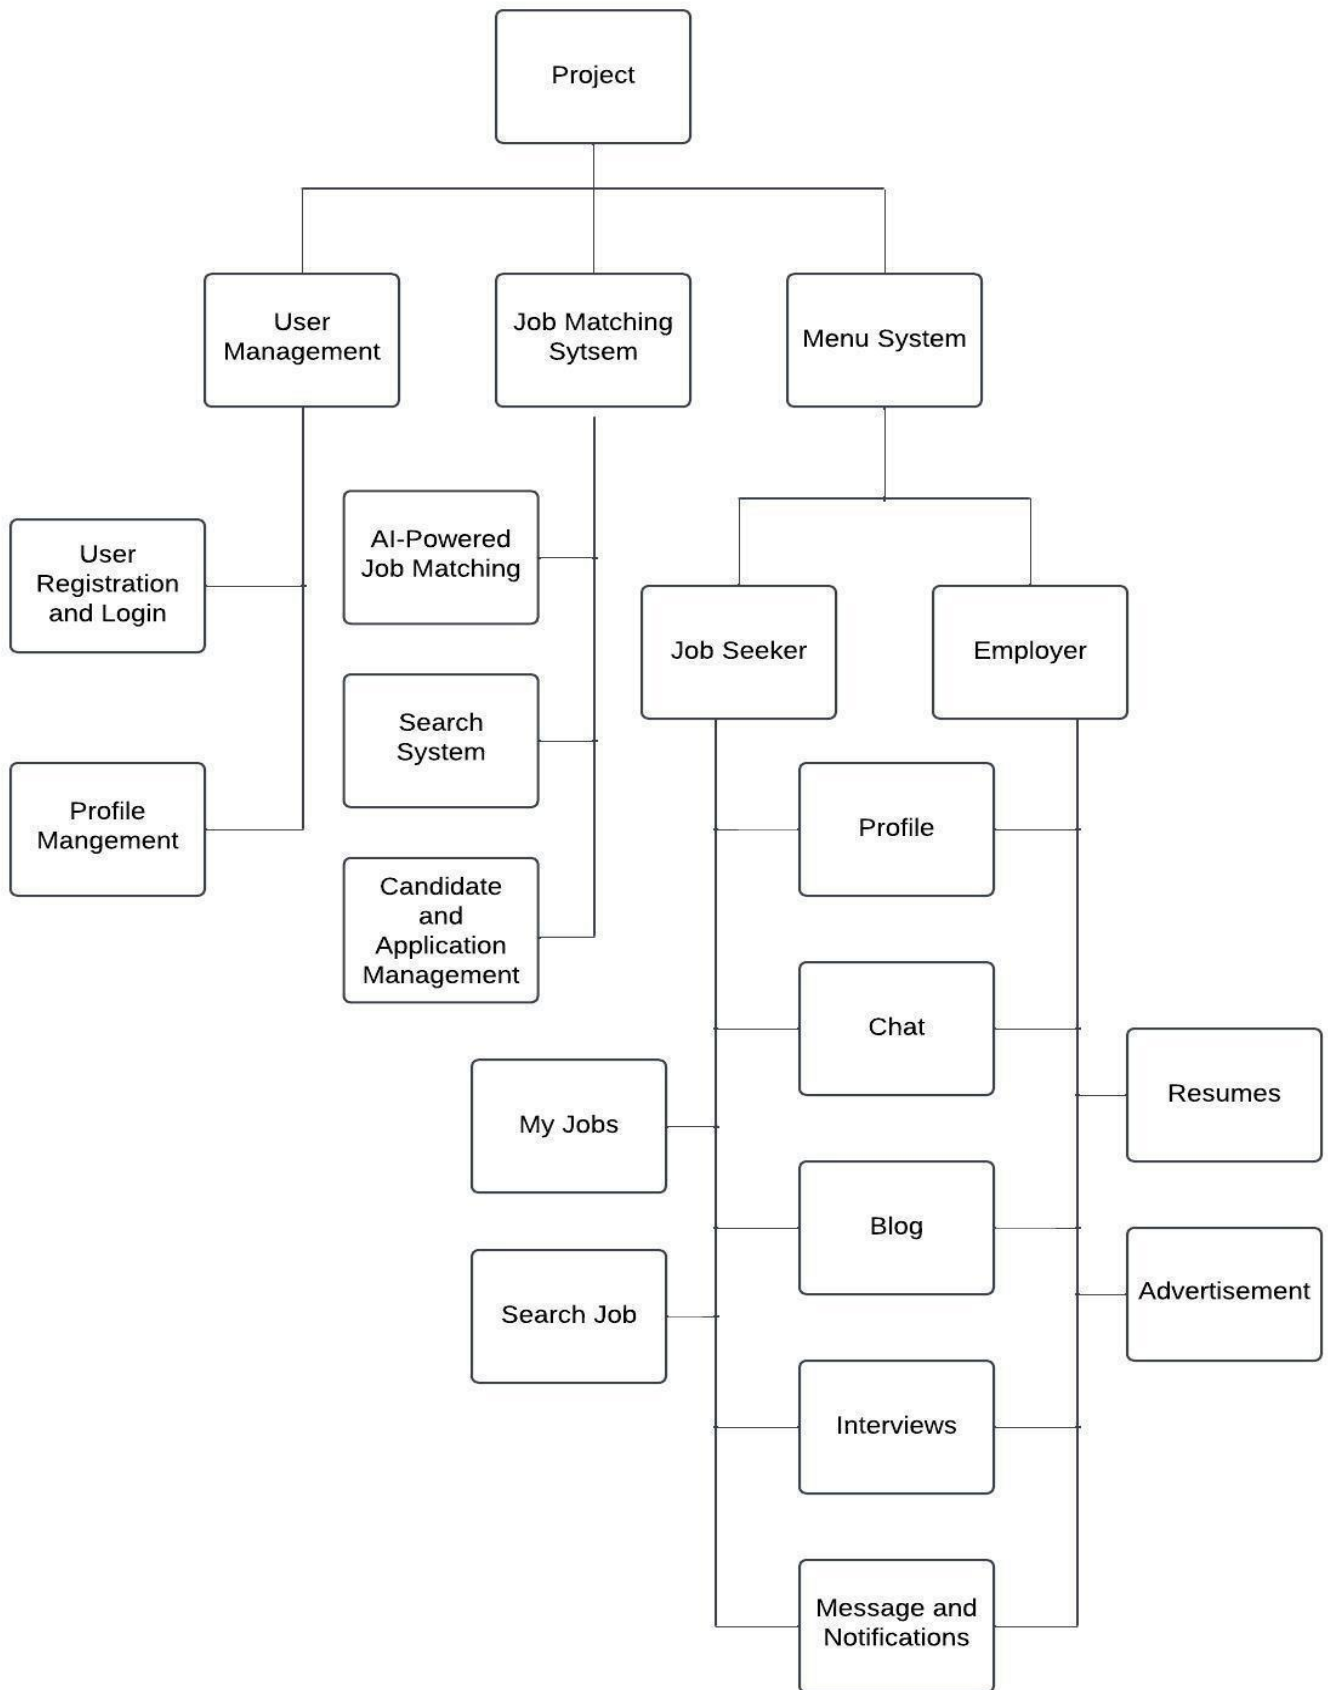 Project
User
Management
Job Matching
Sytsem
Menu System
User
Registration
and Login
AI-Powered
Job Matching
Job Seeker
Employer
Search
System
Profile
Mangement
Profile
Candidate
and
Application
Management
Chat
Resumes
My Jobs
Blog
Advertisement
Search Job
Interviews
Message and
Notifications